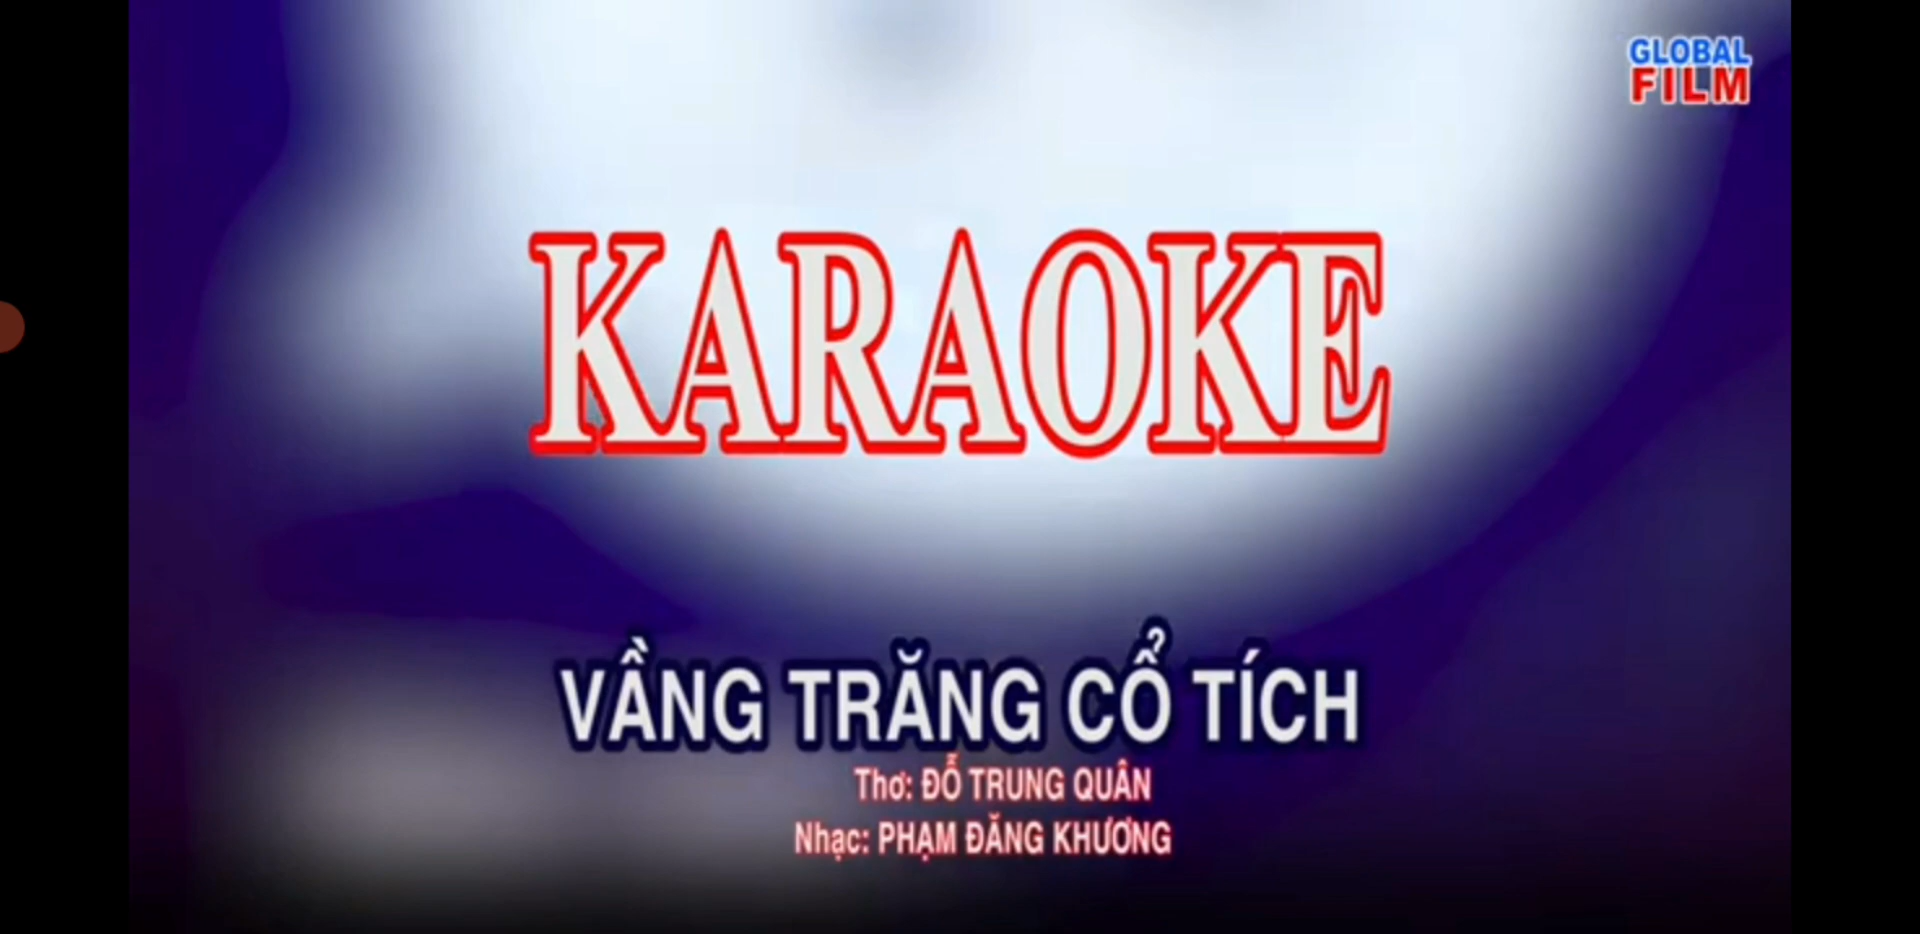 GLOBAL
FILM
KARAOKE
VẦNG TRĂNG CỔ TÍCH
Thơ: ĐỖ TRUNG QUÂN
Nhạc: PHẠM ĐĂNG KHƯƠNG